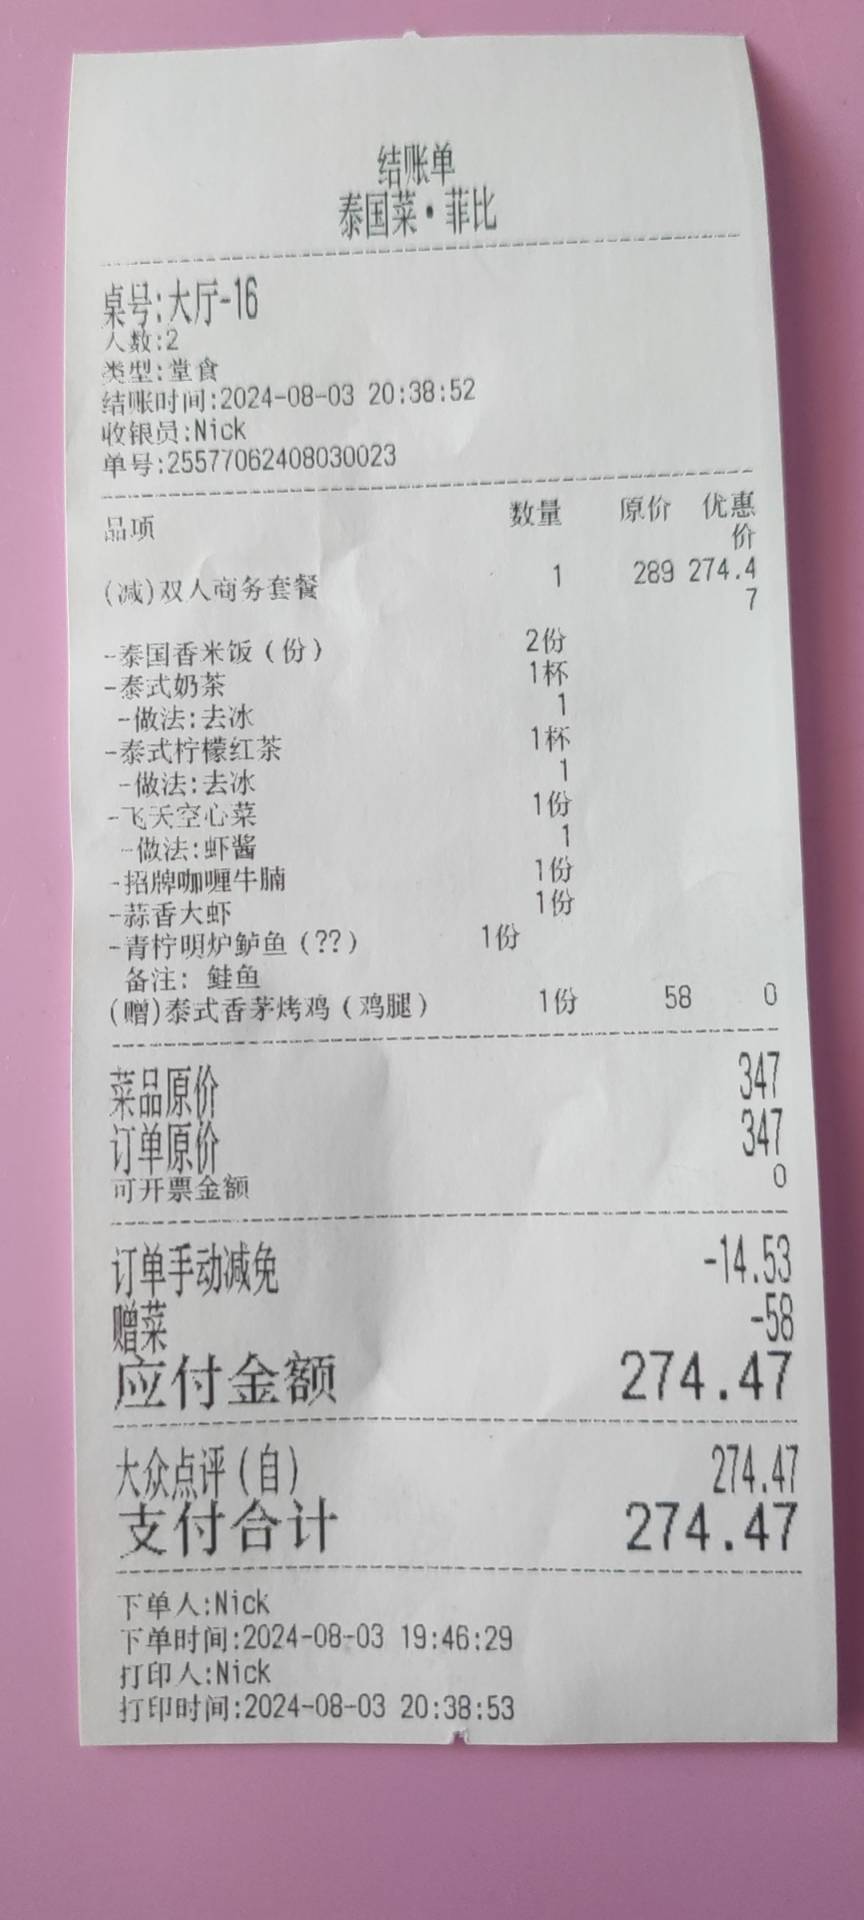 结账单
泰国菜·菲比
桌号:大厅-16
人数:2
类型:堂食
结账时间:2024-08-03 20:38:52
收银员:Nick
单号:25577062408030023
品项 数量 原价 优惠价
(减)双人商务套餐 1 289 274.47
-泰国香米饭(份) 2份
-泰式奶茶 1杯
-做法:去冰 1
-泰式柠檬红茶 1杯
-做法:去冰 1
-飞天空心菜 1份
-做法:虾酱 1
-招牌咖喱牛腩 1份
-蒜香大虾 1份
-青柠明炉鲈鱼(??) 1份
备注: 鲑鱼
(赠)泰式香茅烤鸡(鸡腿) 1份 58 0
菜品原价 347
订单原价 347
可开票金额 0
订单手动减免 -14.53
赠菜 -58
应付金额 274.47
大众点评(自) 274.47
支付合计 274.47
下单人:Nick
下单时间:2024-08-03 19:46:29
打印人:Nick
打印时间:2024-08-03 20:38:53